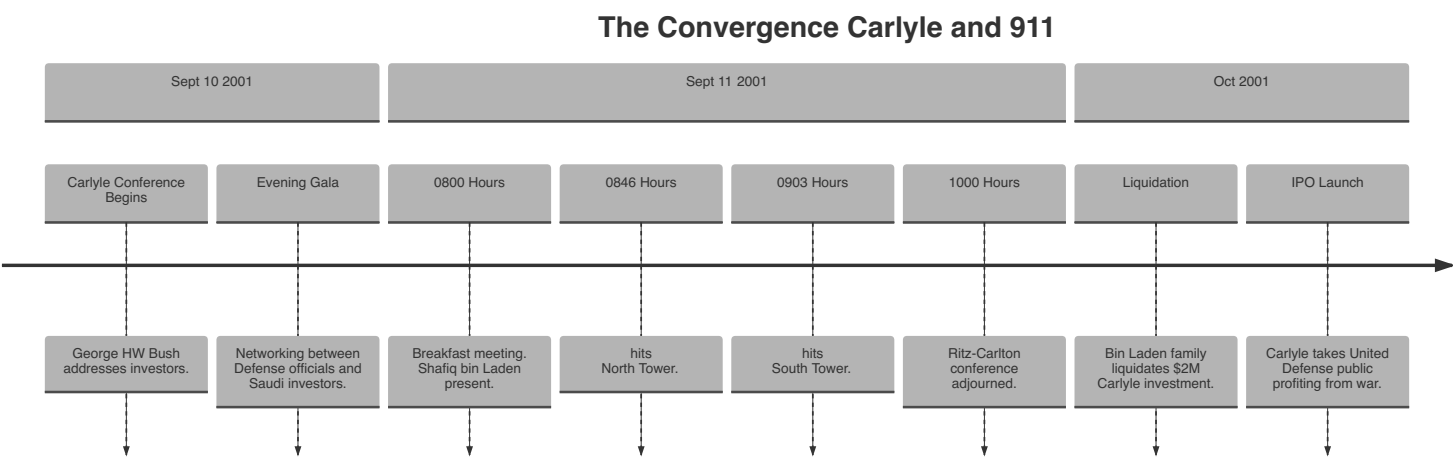 The Convergence Carlyle and 911
Sept 10 2001
Sept 11 2001
Oct 2001
Carlyle Conference
Begins
Evening Gala
0800 Hours
0846 Hours
0903 Hours
1000 Hours
Liquidation
IPO Launch
George HW Bush
addresses investors.
Networking between
Defense officials and
Saudi investors.
Breakfast meeting.
Shafiq bin Laden
present.
hits
North Tower.
hits
South Tower.
Ritz-Carlton
conference
adjourned.
Bin Laden family
liquidates $2M
Carlyle investment.
Carlyle takes United
Defense public
profiting from war.